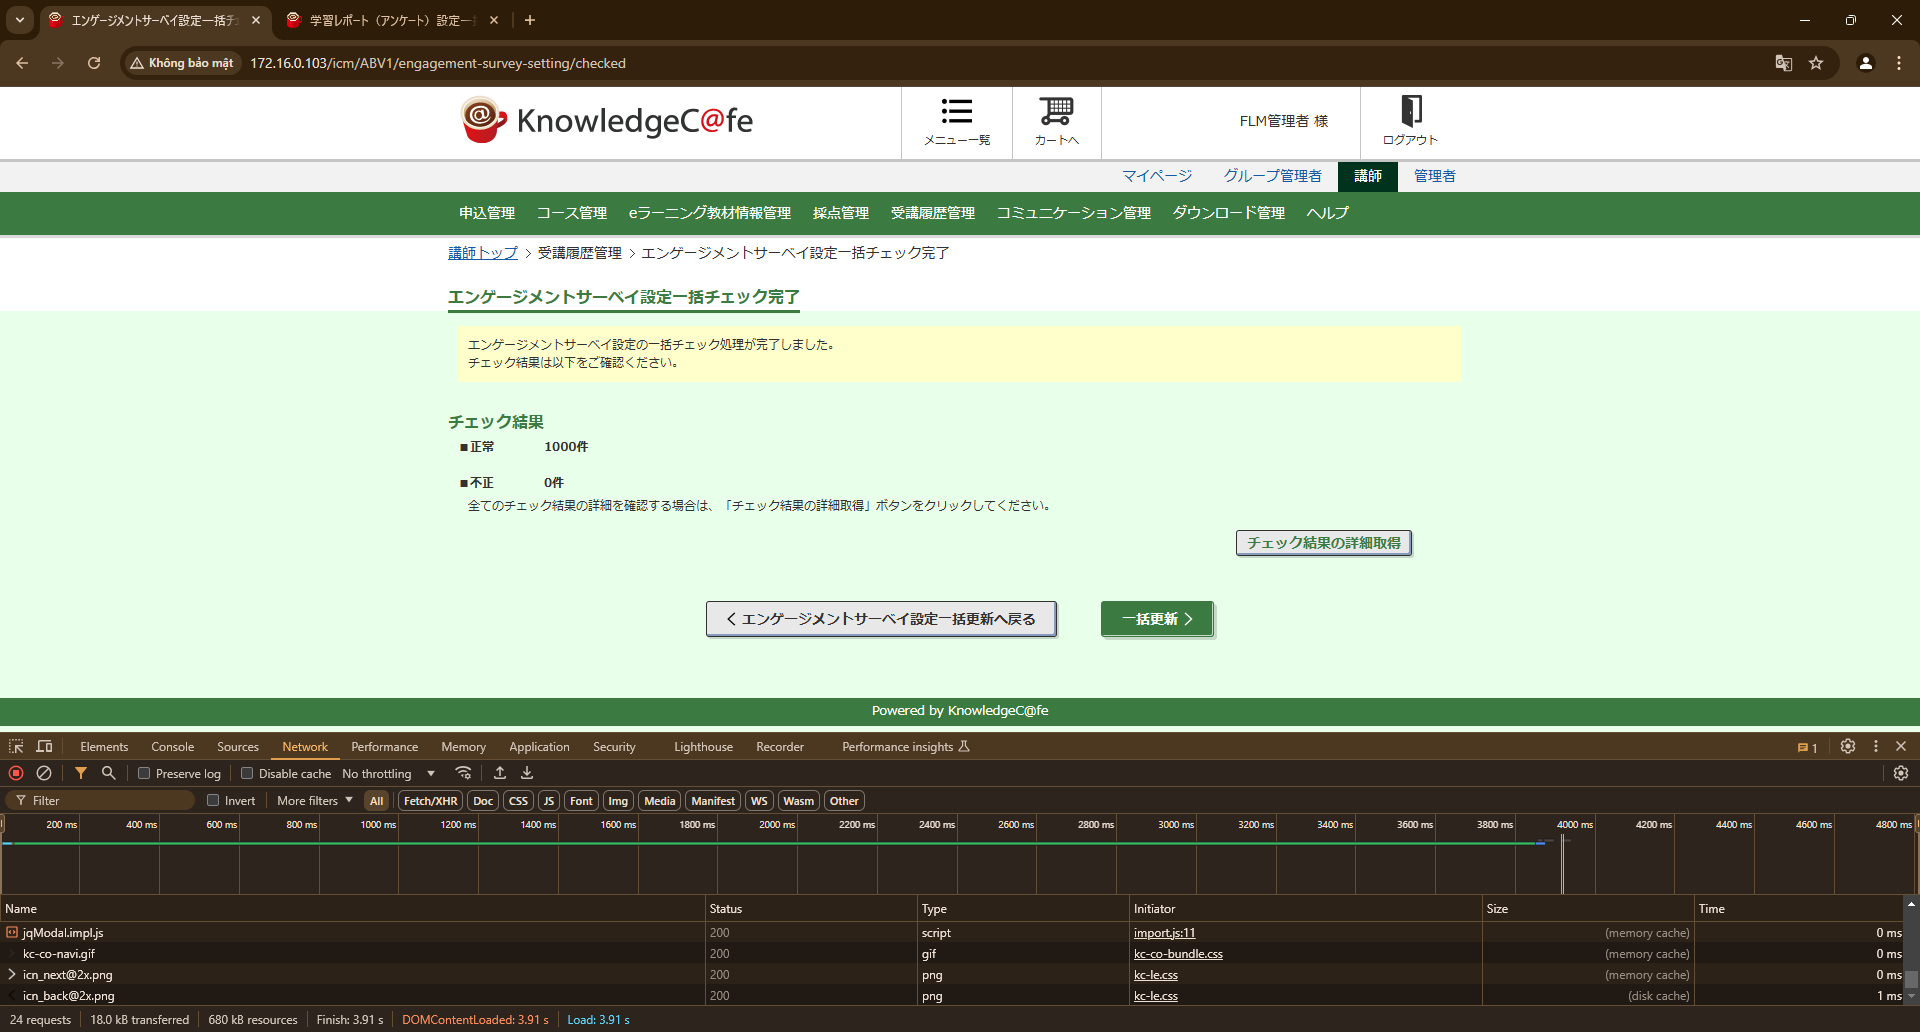 エンゲージメントサーベイ設定一括チェ
学習レポート（アンケート）設定一
Không bảo mật
172.16.0.103/icm/ABV1/engagement-survey-setting/checked
KnowledgeC@fe
メニュー一覧
カートへ
FLM管理者 様
ログアウト
マイページ グループ管理者 講師 管理者
申込管理 コース管理 eラーニング教材情報管理 採点管理 受講履歴管理 コミュニケーション管理 ダウンロード管理 ヘルプ
講師トップ > 受講履歴管理 > エンゲージメントサーベイ設定一括チェック完了
エンゲージメントサーベイ設定一括チェック完了
エンゲージメントサーベイ設定の一括チェック処理が完了しました。
チェック結果は以下をご確認ください。
チェック結果
■正常 1000件
■不正 0件
全てのチェック結果の詳細を確認する場合は、「チェック結果の詳細取得」ボタンをクリックしてください。
チェック結果の詳細取得
エンゲージメントサーベイ設定一括更新へ戻る
一括更新
Powered by KnowledgeC@fe
Elements Console Sources Network Performance Memory Application Security Lighthouse Recorder Performance insights 1
Preserve log Disable cache No throttling
Filter Invert More filters All Fetch/XHR Doc CSS JS Font Img Media Manifest WS Wasm Other
200 ms 400 ms 600 ms 800 ms 1000 ms 1200 ms 1400 ms 1600 ms 1800 ms 2000 ms 2200 ms 2400 ms 2600 ms 2800 ms 3000 ms 3200 ms 3400 ms 3600 ms 3800 ms 4000 ms 4200 ms 4400 ms 4600 ms 4800 ms
Name Status Type Initiator Size Time
jqModal.impl.js 200 script import.js:11 (memory cache) 0 ms
kc-co-navi.gif 200 gif kc-co-bundle.css (memory cache) 0 ms
icn_next@2x.png 200 png kc-le.css (memory cache) 0 ms
icn_back@2x.png 200 png kc-le.css (disk cache) 1 ms
24 requests 18.0 kB transferred 680 kB resources Finish: 3.91 s DOMContentLoaded: 3.91 s Load: 3.91 s